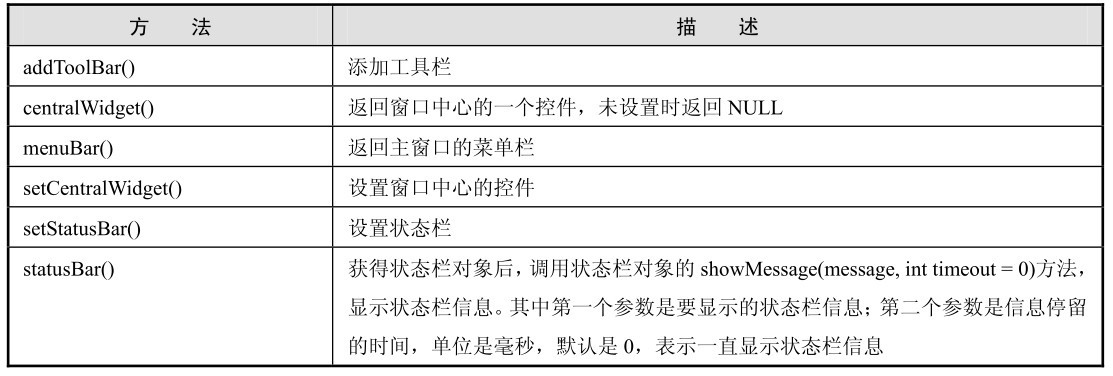 方 法 描 述
addToolBar() 添加工具栏
centralWidget() 返回窗口中心的一个控件，未设置时返回 NULL
menuBar() 返回主窗口的菜单栏
setCentralWidget() 设置窗口中心的控件
setStatusBar() 设置状态栏
statusBar() 获得状态栏对象后，调用状态栏对象的 showMessage(message, int timeout = 0)方法，
显示状态栏信息。其中第一个参数是要显示的状态栏信息；第二个参数是信息停留
的时间，单位是毫秒，默认是 0，表示一直显示状态栏信息